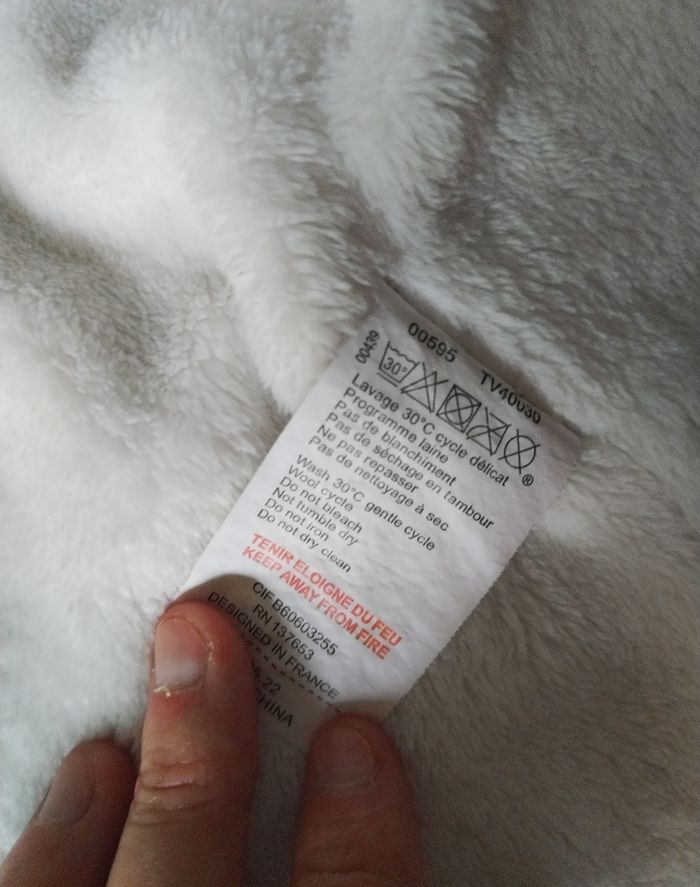 00595 TV40030
00439
30°
®
Lavage 30°C cycle délicat
Programme laine
Pas de blanchiment
Pas de séchage en tambour
Ne pas repasser
Pas de nettoyage à sec
Wash 30°C gentle cycle
Wool cycle
Do not bleach
Not tumble dry
Do not iron
Do not dry clean
TENIR ELOIGNE DU FEU
KEEP AWAY FROM FIRE
CIF B60603255
RN 137653
DESIGNED IN FRANCE
22